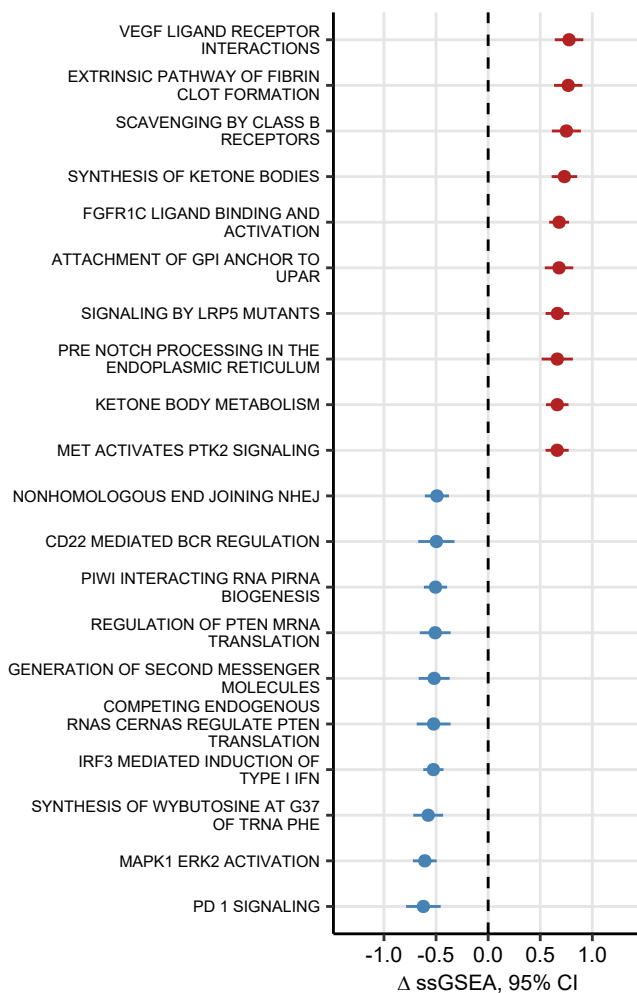 VEGF LIGAND RECEPTOR
INTERACTIONS
EXTRINSIC PATHWAY OF FIBRIN
CLOT FORMATION
SCAVENGING BY CLASS B
RECEPTORS
SYNTHESIS OF KETONE BODIES
FGFR1C LIGAND BINDING AND
ACTIVATION
ATTACHMENT OF GPI ANCHOR TO
UPAR
SIGNALING BY LRP5 MUTANTS
PRE NOTCH PROCESSING IN THE
ENDOPLASMIC RETICULUM
KETONE BODY METABOLISM
MET ACTIVATES PTK2 SIGNALING
NONHOMOLOGOUS END JOINING NHEJ
CD22 MEDIATED BCR REGULATION
PIWI INTERACTING RNA PIRNA
BIOGENESIS
REGULATION OF PTEN MRNA
TRANSLATION
GENERATION OF SECOND MESSENGER
MOLECULES
COMPETING ENDOGENOUS
RNAS CERNAS REGULATE PTEN
TRANSLATION
IRF3 MEDIATED INDUCTION OF
TYPE I IFN
SYNTHESIS OF WYBUTOSINE AT G37
OF TRNA PHE
MAPK1 ERK2 ACTIVATION
PD 1 SIGNALING
-1.0 -0.5 0.0 0.5 1.0
Δ ssGSEA, 95% CI